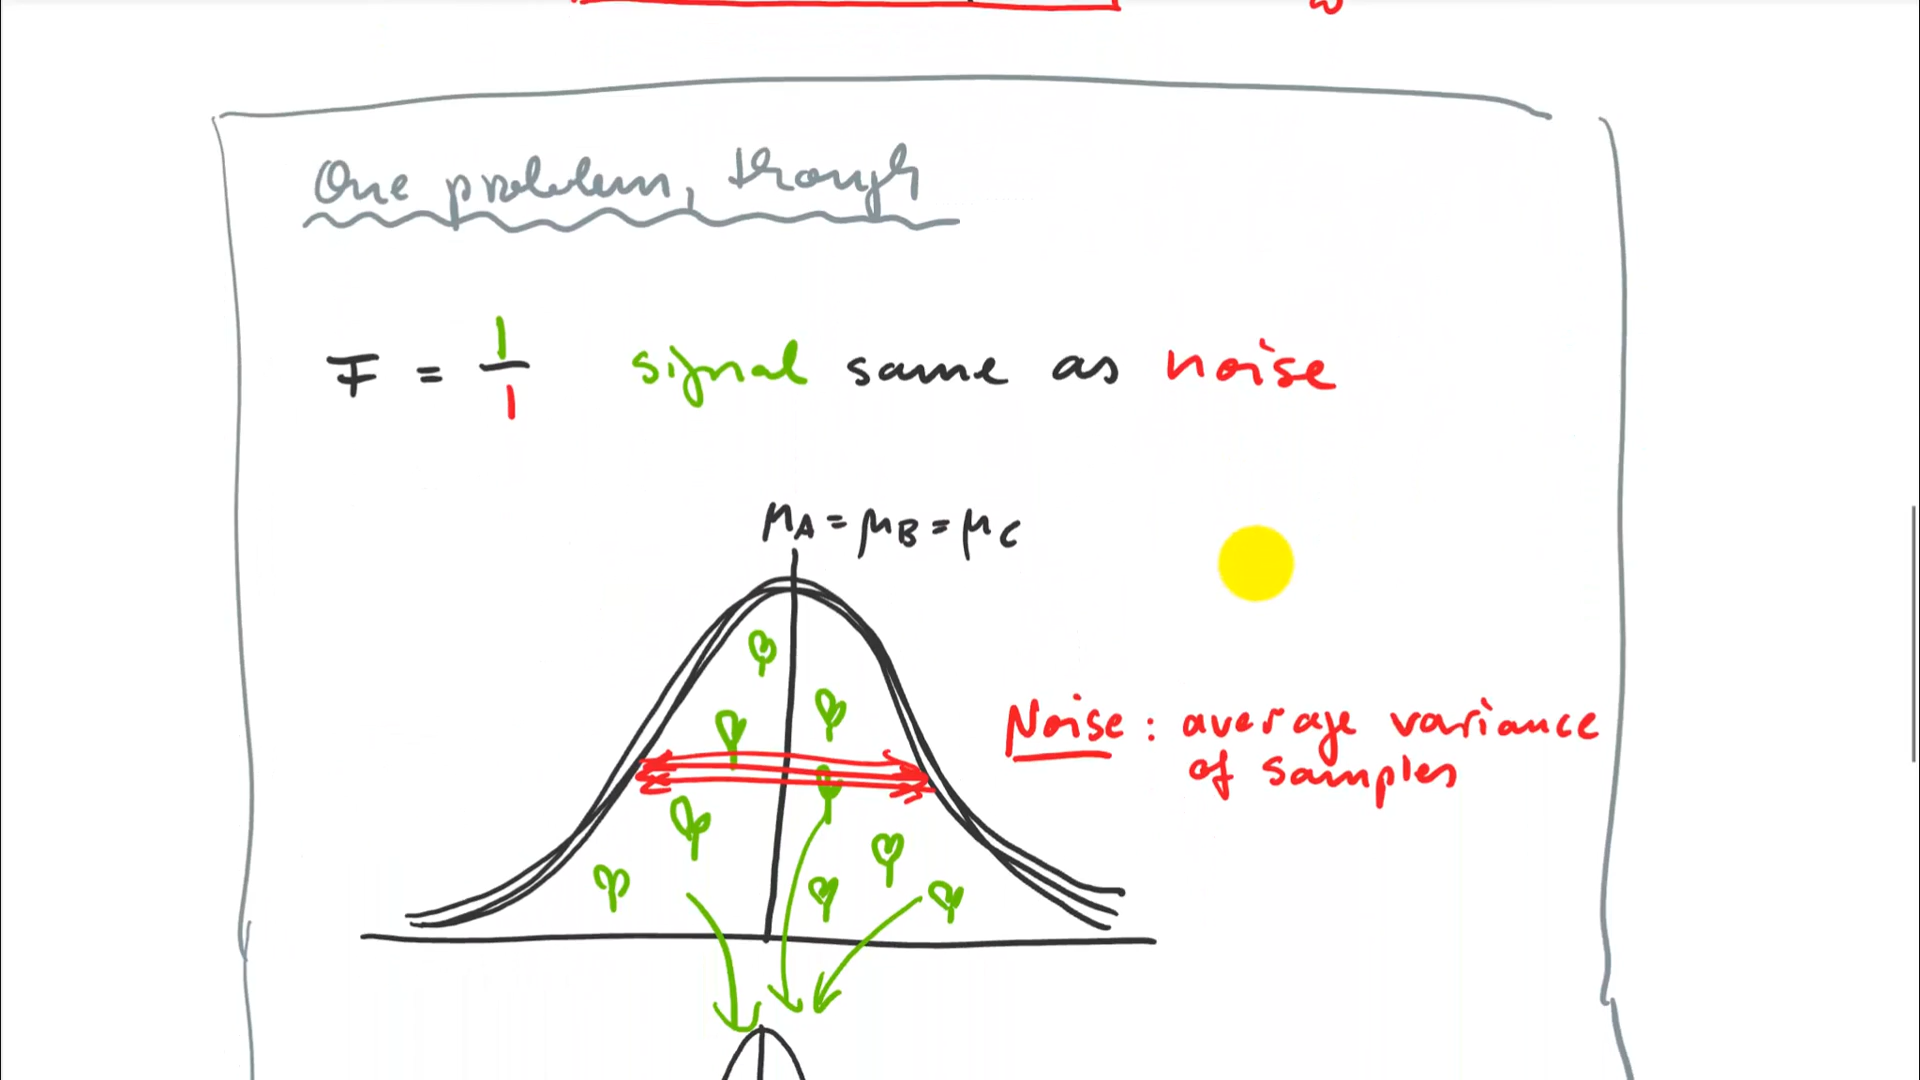 One problem, though
F = 1/1 signal same as noise
μA = μB = μC
Noise: average variance
of samples